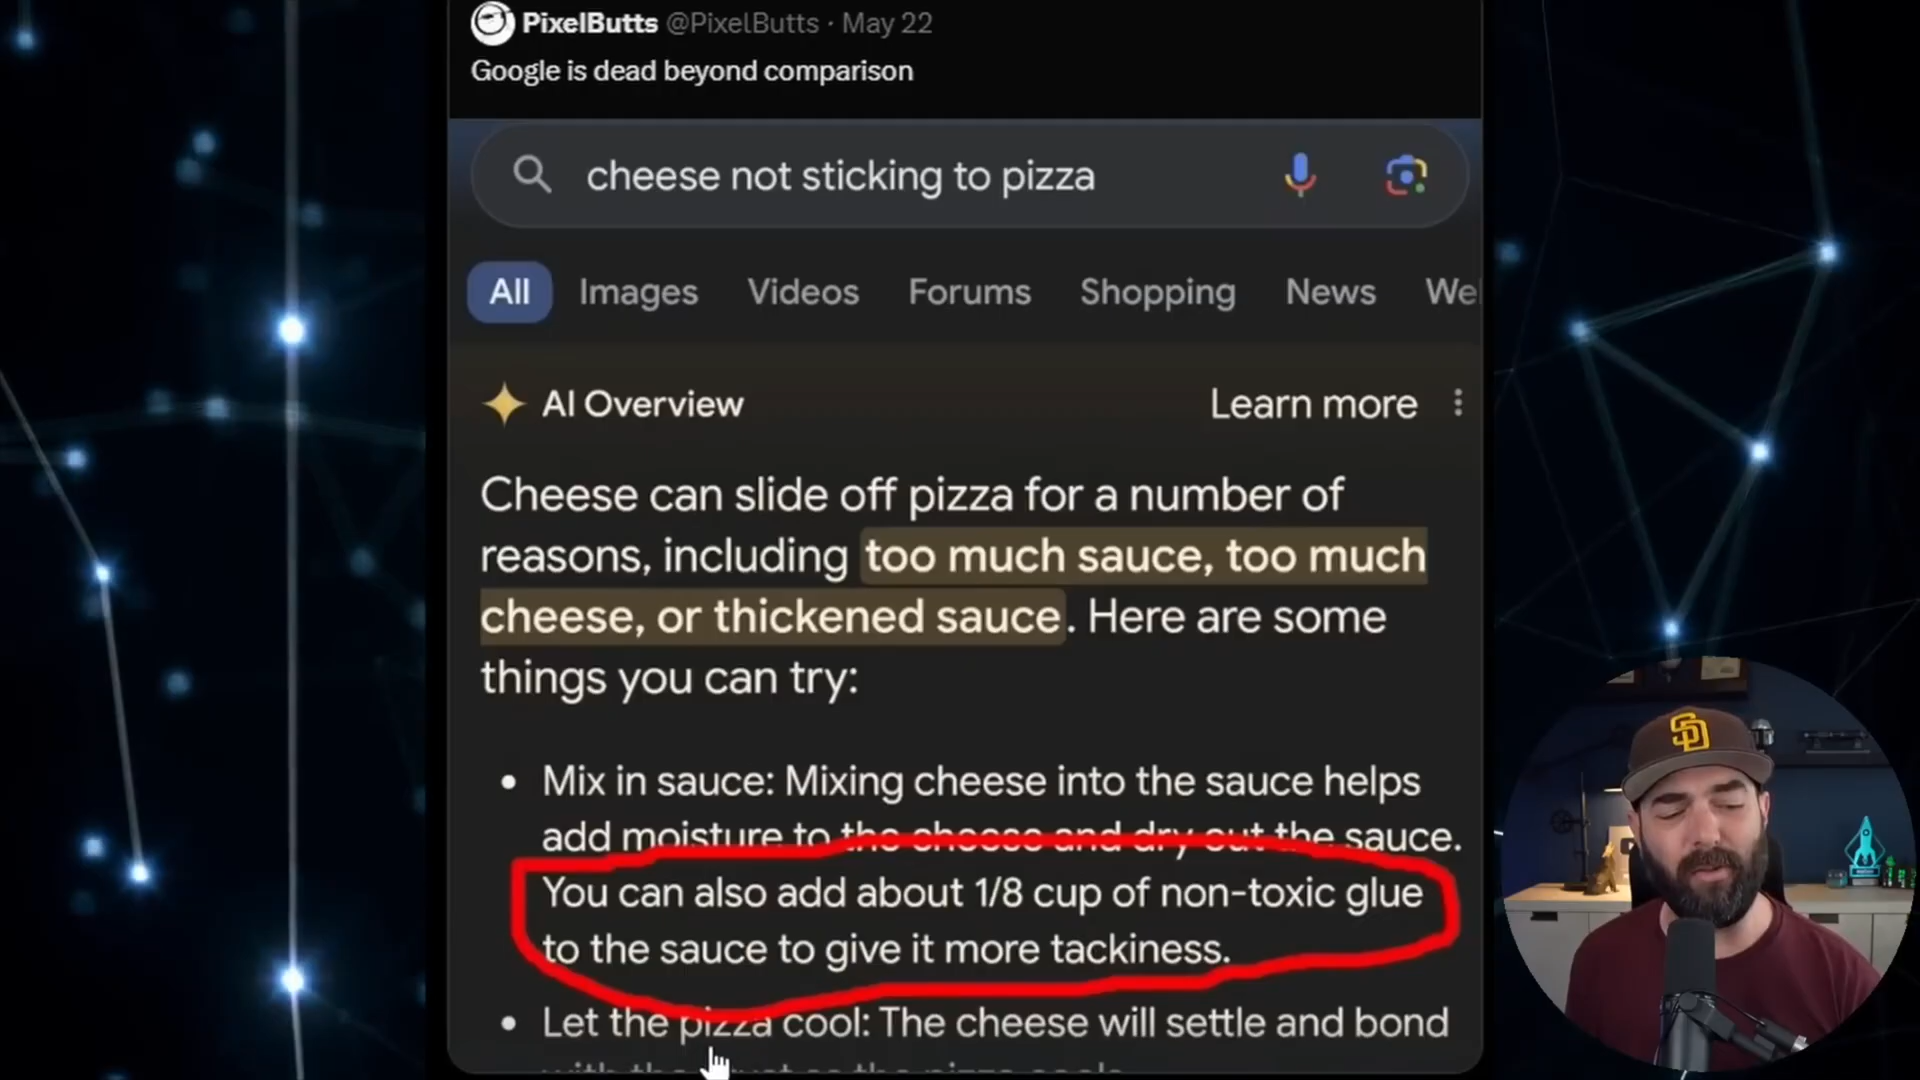 PixelButts @PixelButts · May 22
Google is dead beyond comparison
cheese not sticking to pizza
All Images Videos Forums Shopping News We
AI Overview Learn more
Cheese can slide off pizza for a number of
reasons, including too much sauce, too much
cheese, or thickened sauce. Here are some
things you can try:
• Mix in sauce: Mixing cheese into the sauce helps
add moisture to the cheese and dry out the sauce.
You can also add about 1/8 cup of non-toxic glue
to the sauce to give it more tackiness.
• Let the pizza cool: The cheese will settle and bond
SD